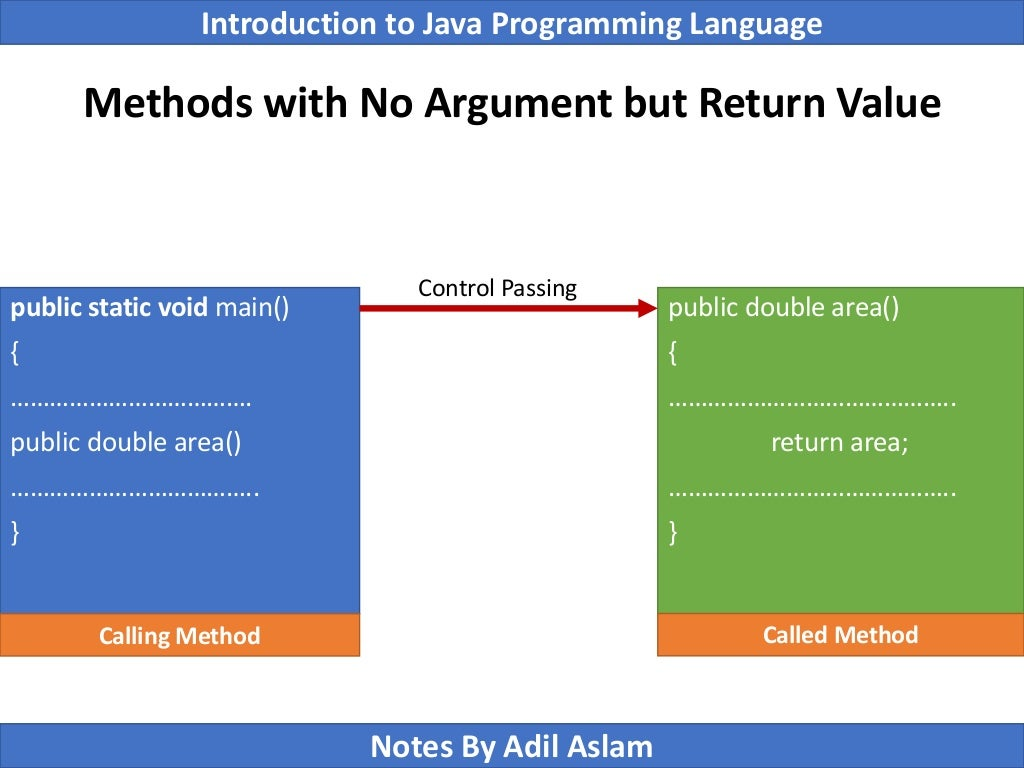 Introduction to Java Programming Language
Methods with No Argument but Return Value
Control Passing
public static void main()
{
……………………………….
public double area()
………………………………..
}
Calling Method
public double area()
{
……………………………………..
return area;
……………………………………..
}
Called Method
Notes By Adil Aslam